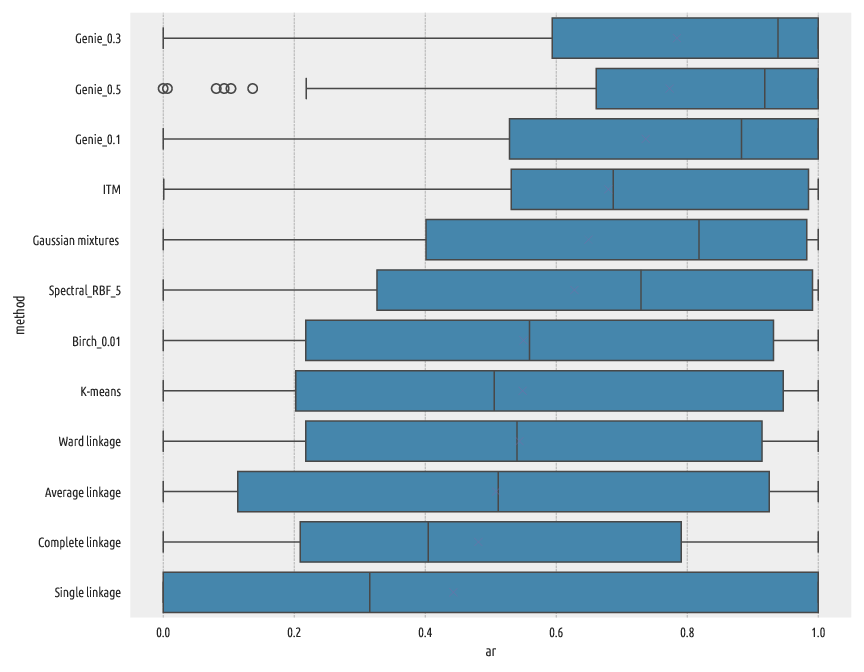 Genie_0.3
Genie_0.5
Genie_0.1
ITM
Gaussian mixtures
Spectral_RBF_5
Birch_0.01
K-means
Ward linkage
Average linkage
Complete linkage
Single linkage
method
0.0 0.2 0.4 0.6 0.8 1.0
ar